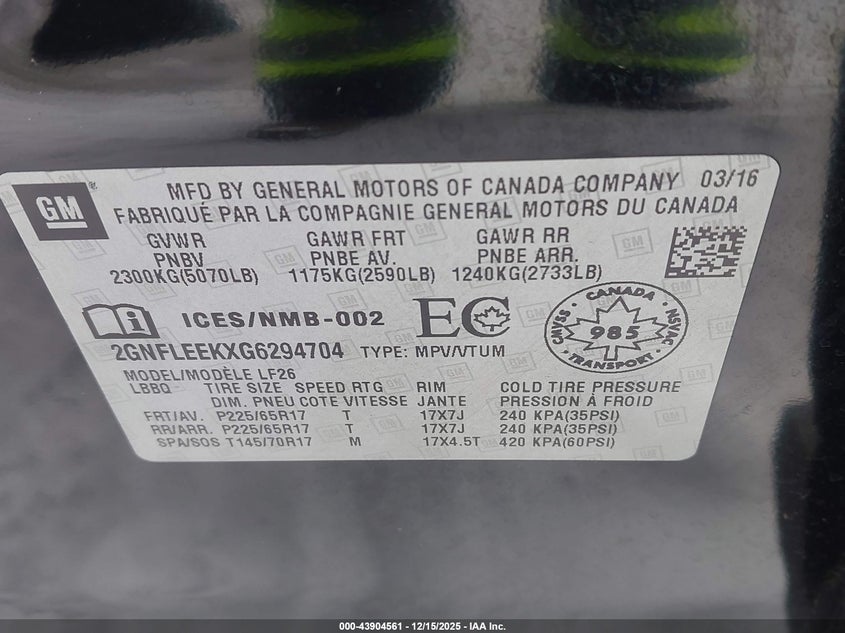 GM
MFD BY GENERAL MOTORS OF CANADA COMPANY 03/16
FABRIQUÉ PAR LA COMPAGNIE GENERAL MOTORS DU CANADA
GVWR GAWR FRT GAWR RR
PNBV PNBE AV. PNBE ARR.
2300KG(5070LB) 1175KG(2590LB) 1240KG(2733LB)
i ICES/NMB-002 EC
CANADA
CMVSS 985 NSVAC
TRANSPORT
2GNFLEEKXG6294704 TYPE: MPV/VTUM
MODEL/MODÈLE LF26
LBBQ TIRE SIZE SPEED RTG RIM COLD TIRE PRESSURE
DIM. PNEU COTE VITESSE JANTE PRESSION À FROID
FRT/AV. P225/65R17 T 17X7J 240 KPA(35PSI)
RR/ARR. P225/65R17 T 17X7J 240 KPA(35PSI)
SPA/SOS T145/70R17 M 17X4.5T 420 KPA(60PSI)
000-43904561 - 12/15/2025 - IAA Inc.